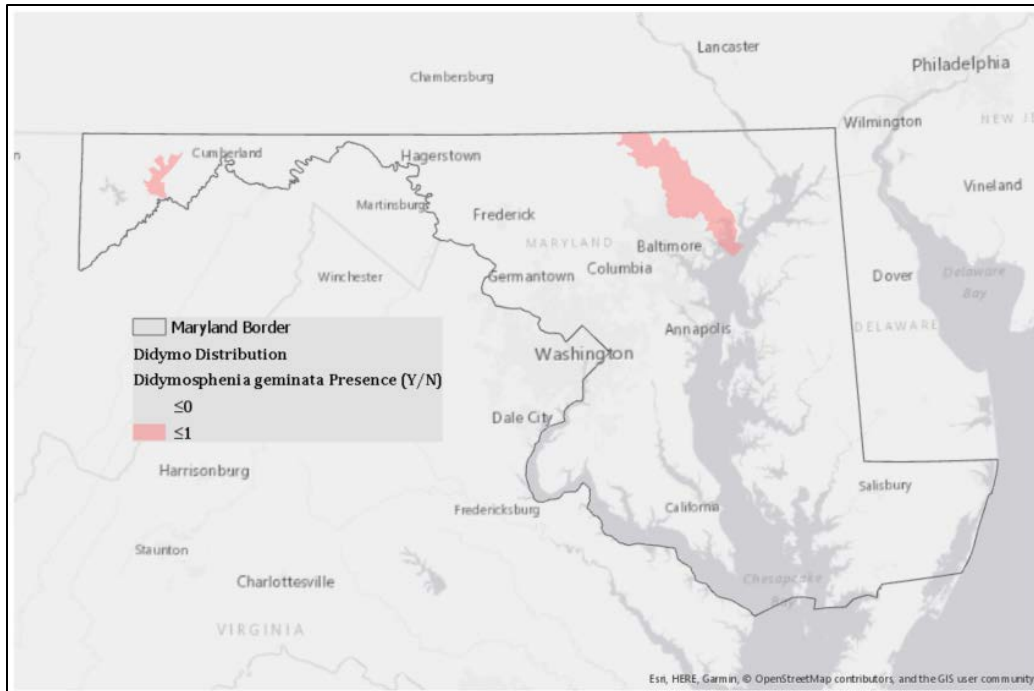 Lancaster
Chambersburg
Philadelphia
Wilmington
NEW JE
n
Cumberland
Hagerstown
Vineland
Martinsburg
Frederick
MARYLAND
Baltimore
Winchester
Germantown
Columbia
Dover
Delaware
Bay
Maryland Border
Annapolis
DELAWARE
Didymo Distribution
Washington
Didymosphenia geminata Presence (Y/N)
≤0
Dale City
≤1
Harrisonburg
Salisbury
Fredericksburg
California
Staunton
Charlottesville
Chesapeake
Bay
VIRGINIA
Esri, HERE, Garmin, © OpenStreetMap contributors, and the GIS user community